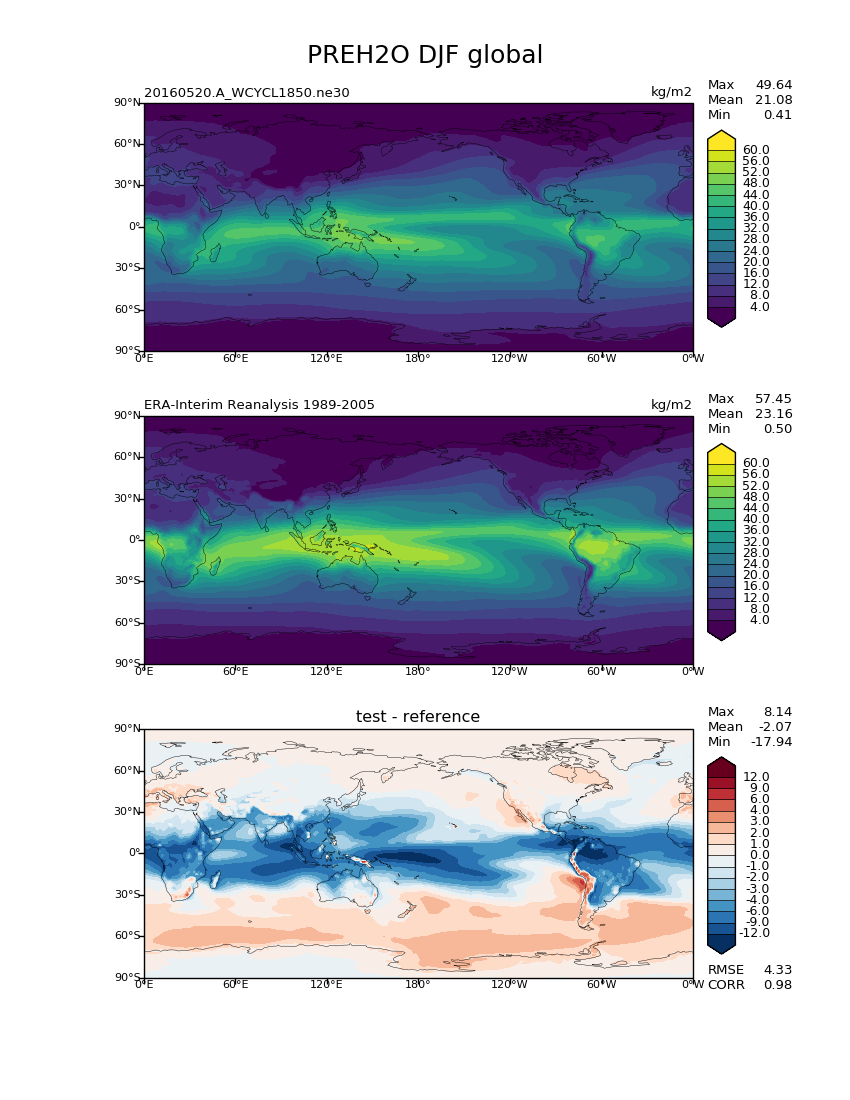 PREH2O DJF global
20160520.A_WCYCL1850.ne30 kg/m2
Max 49.64
Mean 21.08
Min 0.41
90°N
60°N
30°N
0°
30°S
60°S
90°S
0°E 60°E 120°E 180° 120°W 60°W 0°W
60.0
56.0
52.0
48.0
44.0
40.0
36.0
32.0
28.0
24.0
20.0
16.0
12.0
8.0
4.0
ERA-Interim Reanalysis 1989-2005 kg/m2
Max 57.45
Mean 23.16
Min 0.50
90°N
60°N
30°N
0°
30°S
60°S
90°S
0°E 60°E 120°E 180° 120°W 60°W 0°W
60.0
56.0
52.0
48.0
44.0
40.0
36.0
32.0
28.0
24.0
20.0
16.0
12.0
8.0
4.0
test - reference
Max 8.14
Mean -2.07
Min -17.94
90°N
60°N
30°N
0°
30°S
60°S
90°S
0°E 60°E 120°E 180° 120°W 60°W 0°W
12.0
9.0
6.0
4.0
3.0
2.0
1.0
0.0
-1.0
-2.0
-3.0
-4.0
-6.0
-9.0
-12.0
RMSE 4.33
CORR 0.98